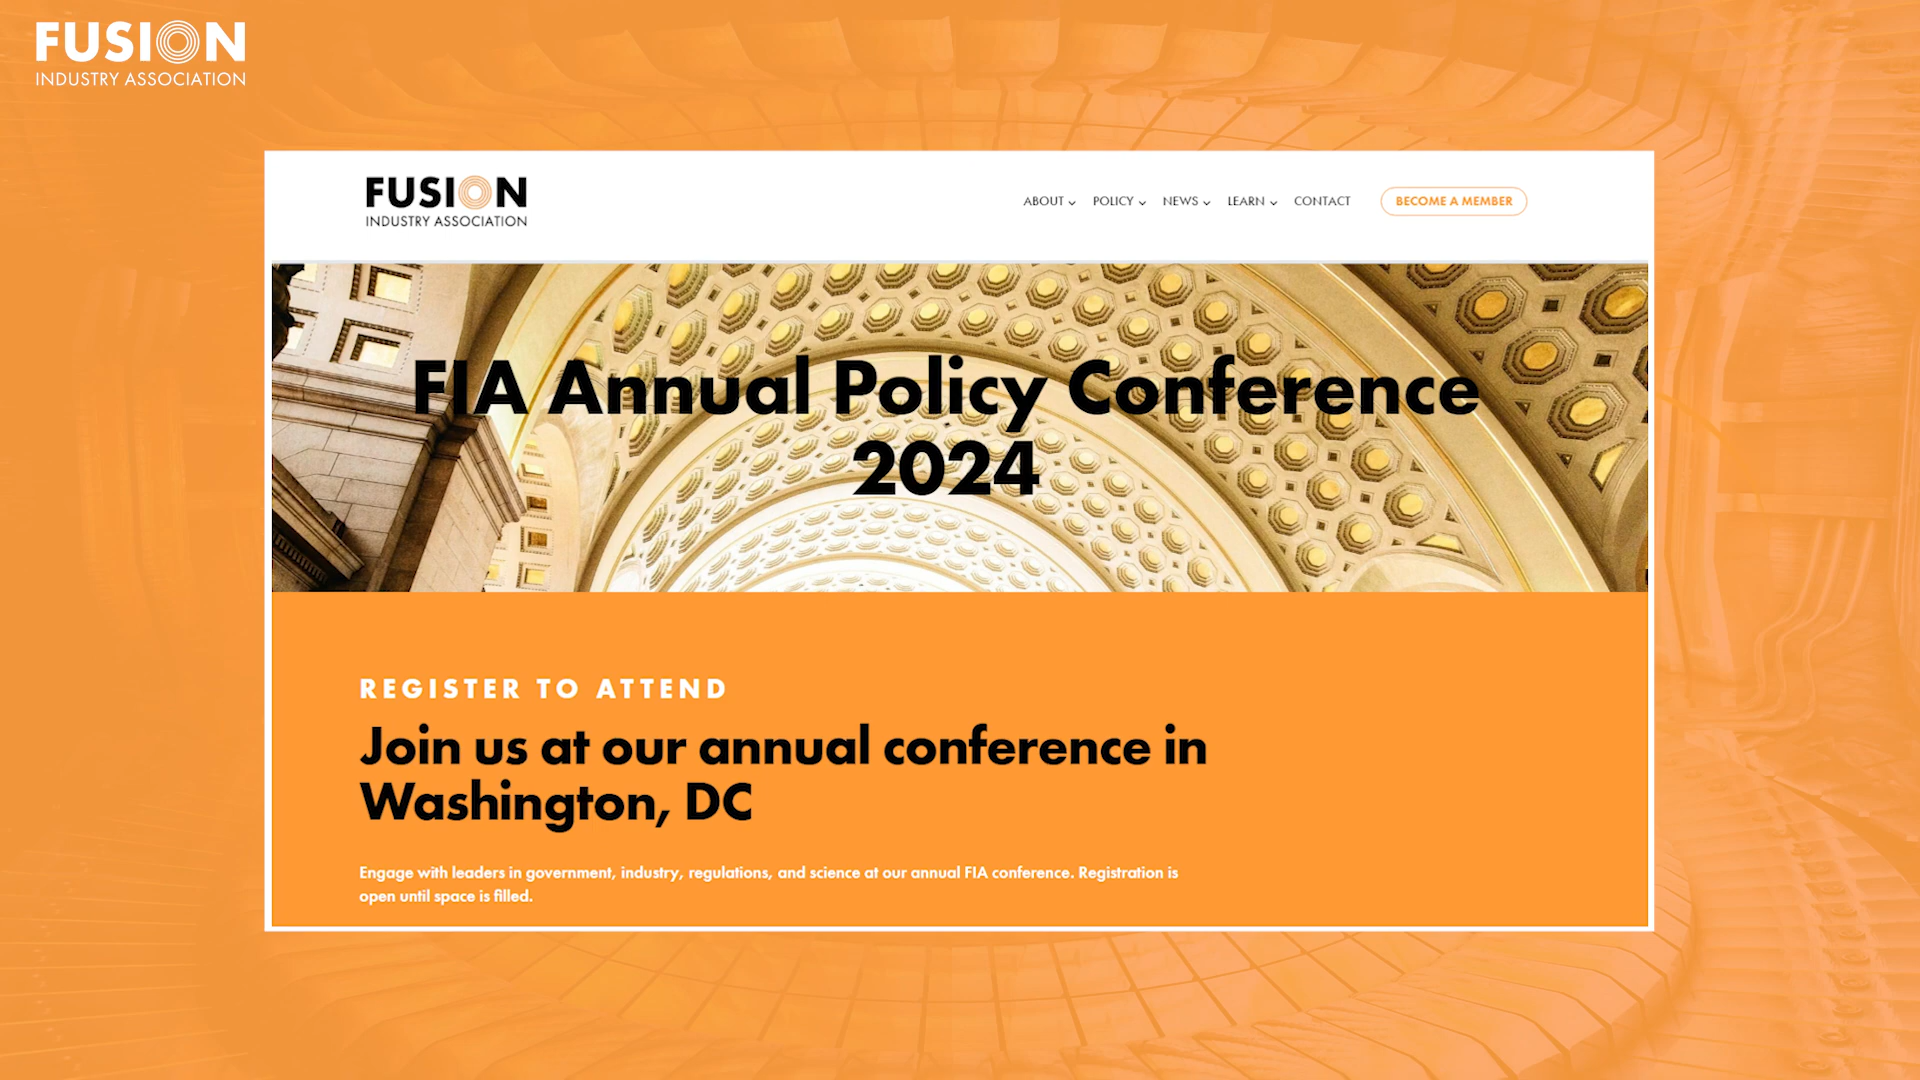 FUSION
INDUSTRY ASSOCIATION
FUSION
INDUSTRY ASSOCIATION
ABOUT
POLICY
NEWS
LEARN
CONTACT
BECOME A MEMBER
FIA Annual Policy Conference
2024
REGISTER TO ATTEND
Join us at our annual conference in
Washington, DC
Engage with leaders in government, industry, regulations, and science at our annual FIA conference. Registration is
open until space is filled.